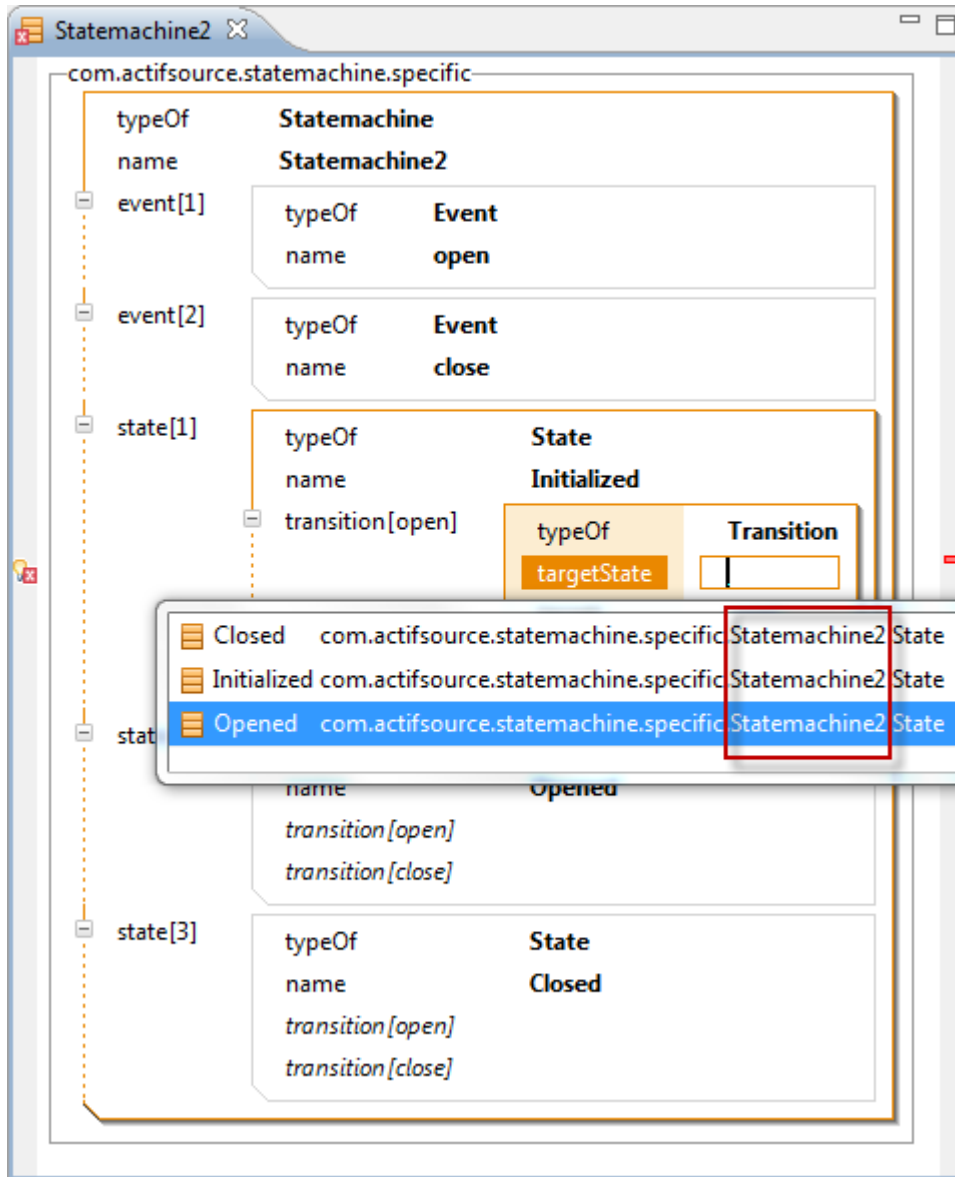 Statemachine2
com.actifsource.statemachine.specific
typeOf Statemachine
name Statemachine2
event[1]
typeOf Event
name open
event[2]
typeOf Event
name close
state[1]
typeOf State
name Initialized
transition[open]
typeOf Transition
targetState
Closed com.actifsource.statemachine.specific.Statemachine2.State
Initialized com.actifsource.statemachine.specific.Statemachine2.State
Opened com.actifsource.statemachine.specific.Statemachine2.State
stat
name Opened
transition[open]
transition[close]
state[3]
typeOf State
name Closed
transition[open]
transition[close]